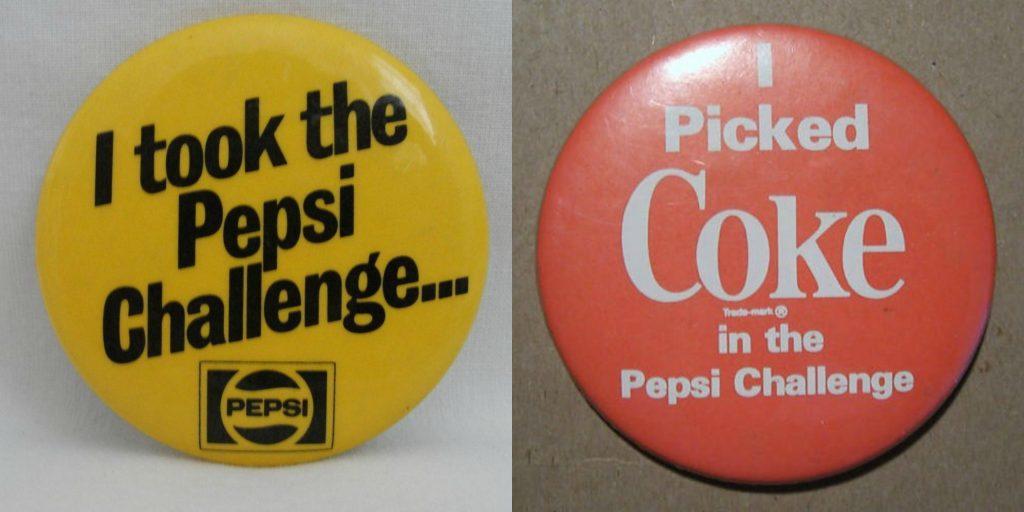 I took the
Pepsi
Challenge...
PEPSI
I
Picked
Coke
Trade-mark ®
in the
Pepsi Challenge